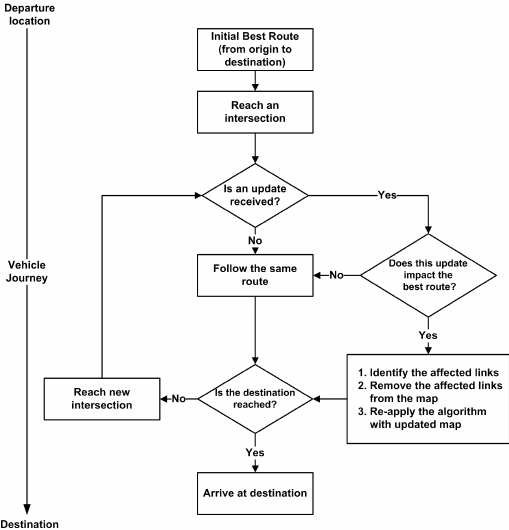 Departure
location
Initial Best Route
(from origin to
destination)
Reach an
intersection
Is an update
received?
Yes
No
Vehicle
Journey
Follow the same
route
No
Does this update
impact the
best route?
Yes
1. Identify the affected links
2. Remove the affected links
from the map
3. Re-apply the algorithm
with updated map
Reach new
intersection
No
Is the destination
reached?
Yes
Arrive at destination
Destination